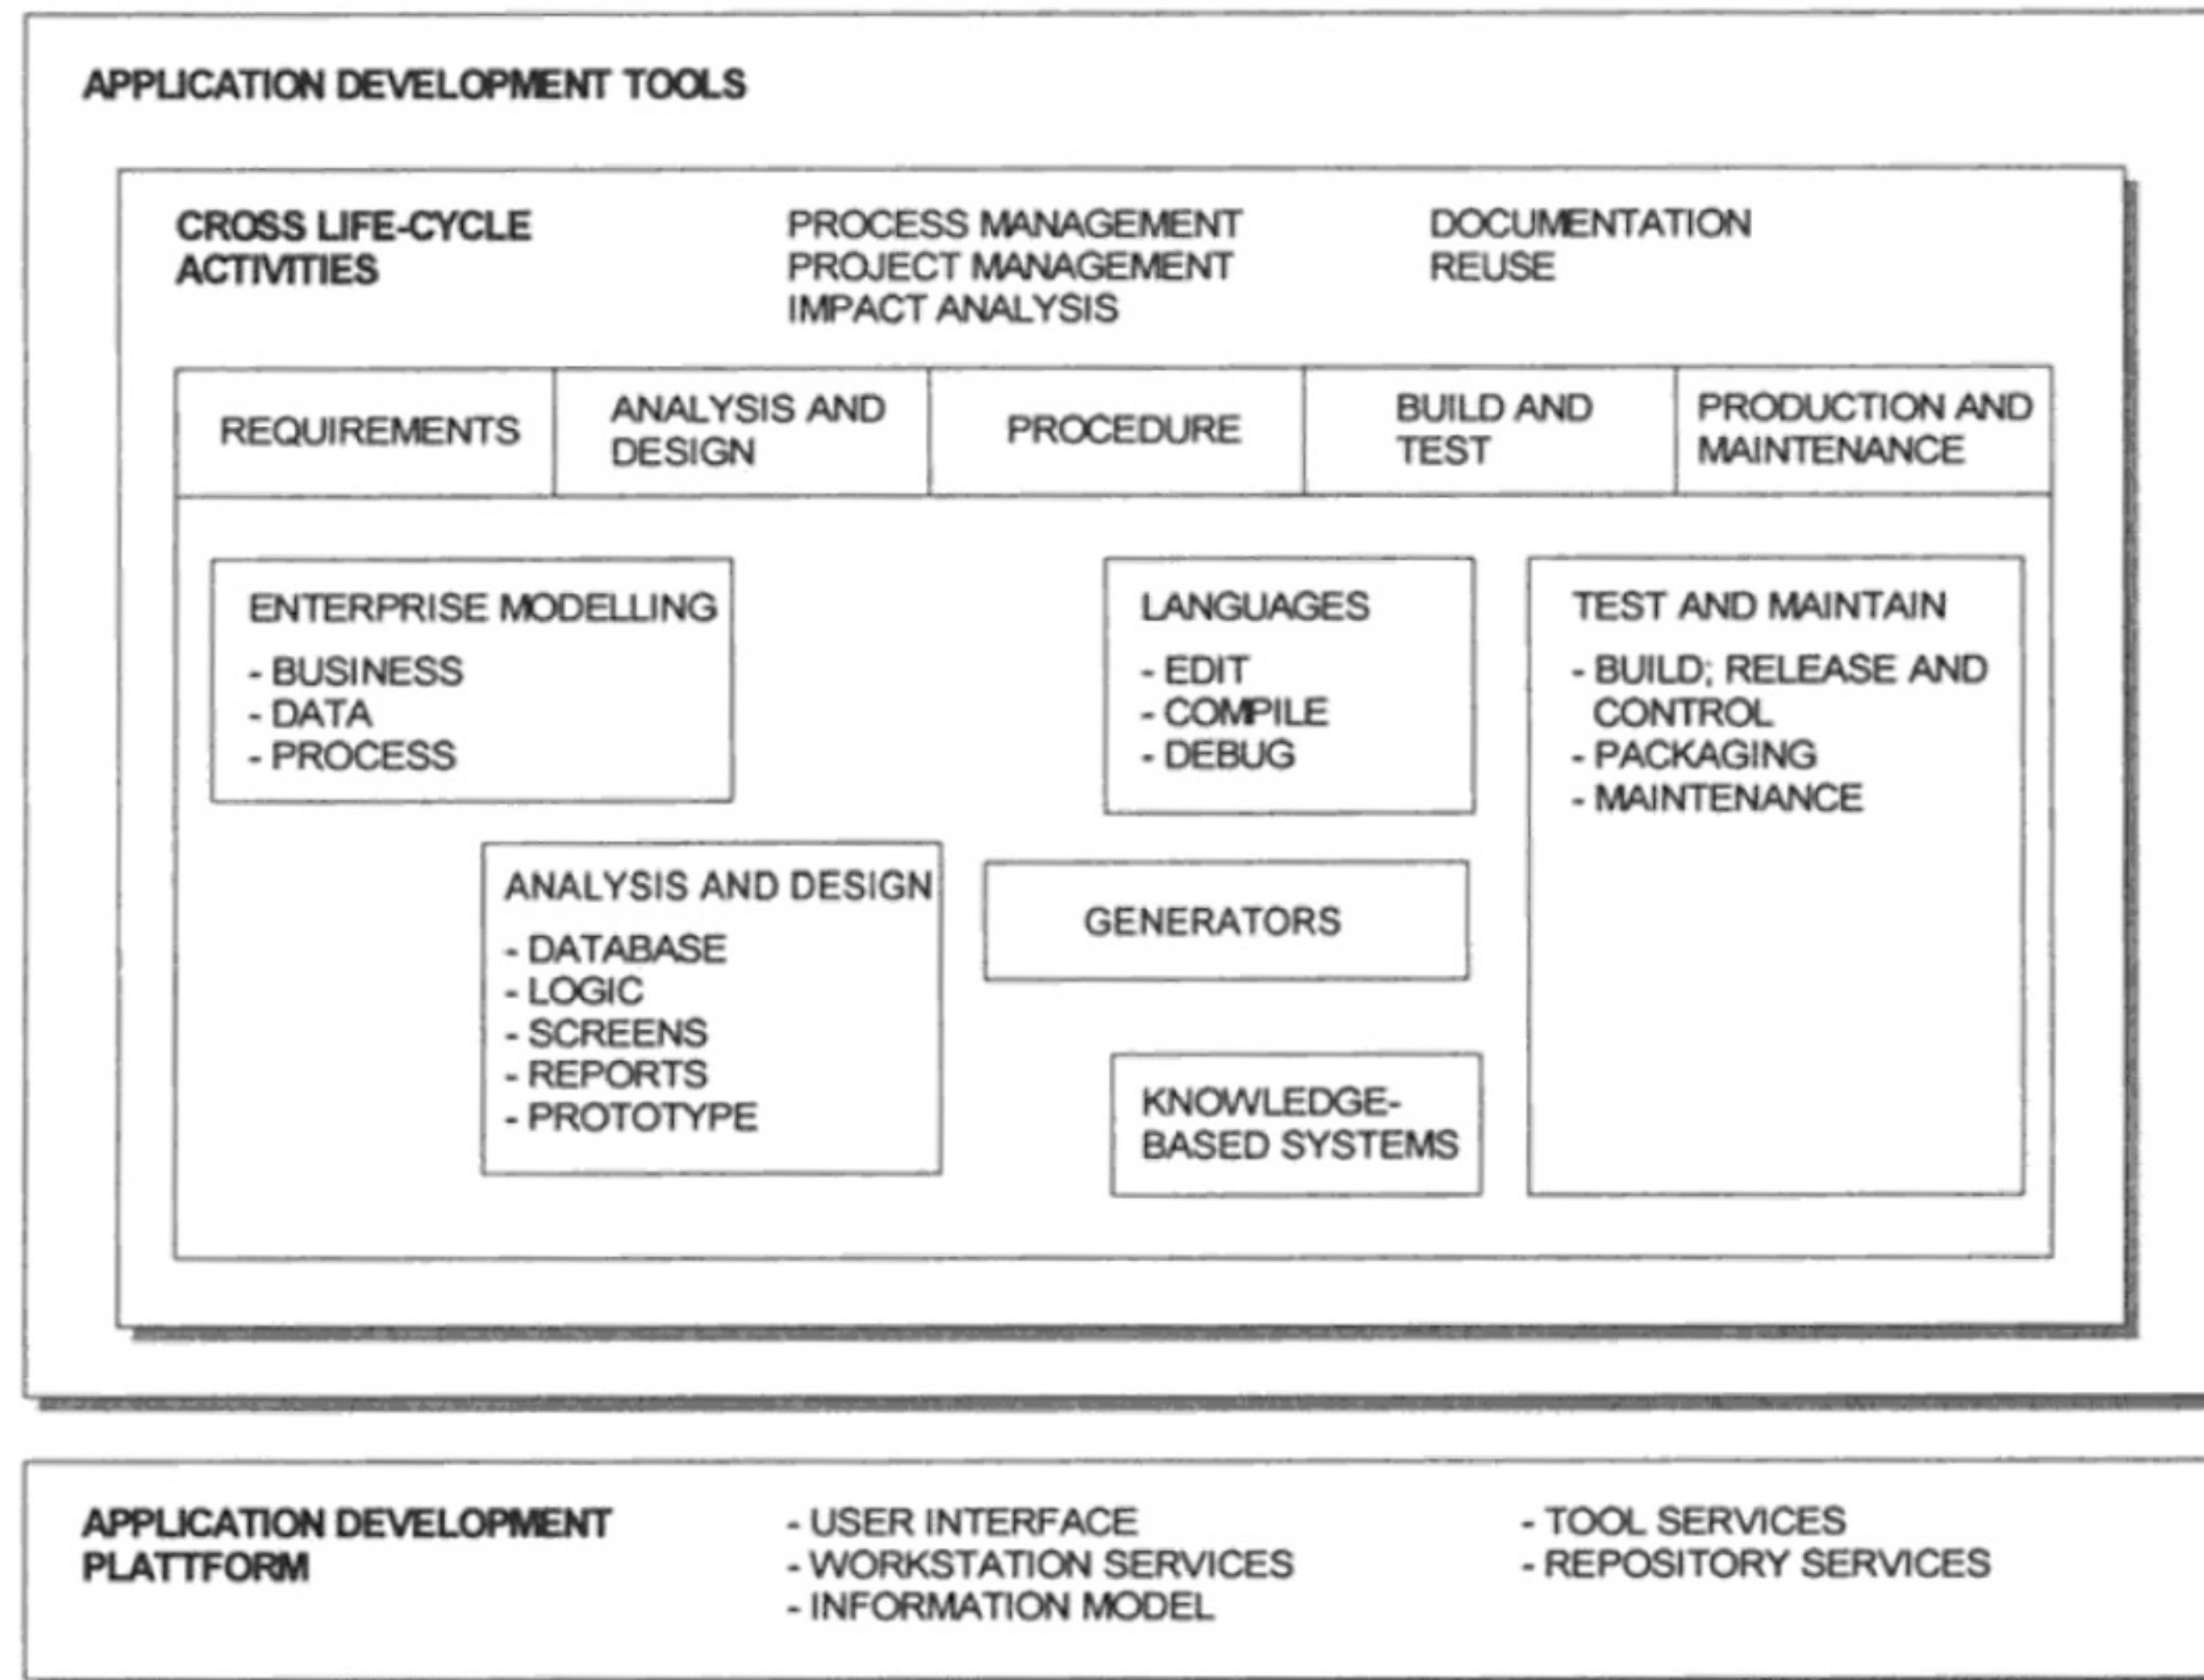 APPLICATION DEVELOPMENT TOOLS
CROSS LIFE-CYCLE
ACTIVITIES
PROCESS MANAGEMENT
PROJECT MANAGEMENT
IMPACT ANALYSIS
DOCUMENTATION
REUSE
REQUIREMENTS
ANALYSIS AND
DESIGN
PROCEDURE
BUILD AND
TEST
PRODUCTION AND
MAINTENANCE
ENTERPRISE MODELLING
- BUSINESS
- DATA
- PROCESS
ANALYSIS AND DESIGN
- DATABASE
- LOGIC
- SCREENS
- REPORTS
- PROTOTYPE
LANGUAGES
- EDIT
- COMPILE
- DEBUG
GENERATORS
KNOWLEDGE-
BASED SYSTEMS
TEST AND MAINTAIN
- BUILD; RELEASE AND
CONTROL
- PACKAGING
- MAINTENANCE
APPLICATION DEVELOPMENT
PLATTFORM
- USER INTERFACE
- WORKSTATION SERVICES
- INFORMATION MODEL
- TOOL SERVICES
- REPOSITORY SERVICES